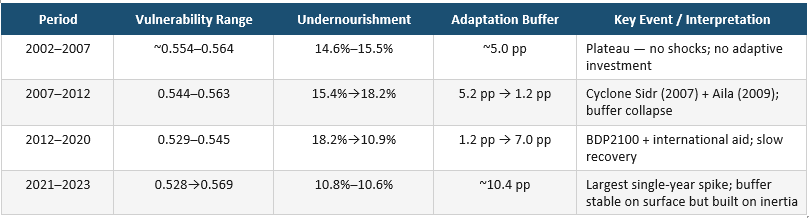 Period Vulnerability Range Undernourishment Adaptation Buffer Key Event / Interpretation
2002–2007 ~0.554–0.564 14.6%–15.5% ~5.0 pp Plateau — no shocks; no adaptive
investment
2007–2012 0.544–0.563 15.4%→18.2% 5.2 pp → 1.2 pp Cyclone Sidr (2007) + Aila (2009);
buffer collapse
2012–2020 0.529–0.545 18.2%→10.9% 1.2 pp → 7.0 pp BDP2100 + international aid; slow
recovery
2021–2023 0.528→0.569 10.8%–10.6% ~10.4 pp Largest single-year spike; buffer
stable on surface but built on inertia